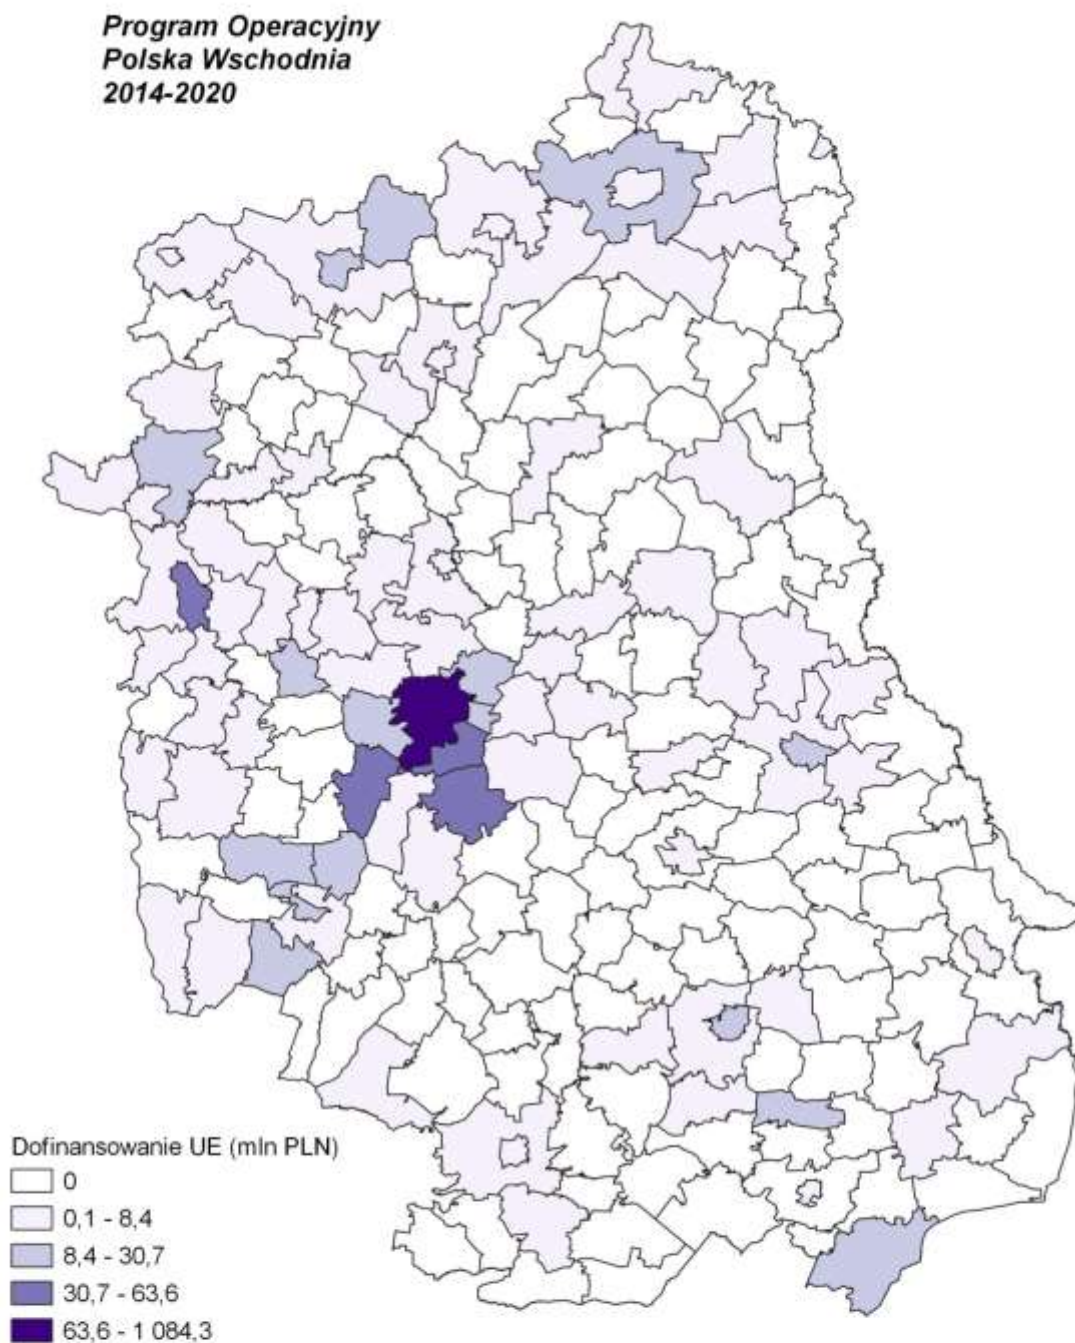 Program Operacyjny
Polska Wschodnia
2014-2020
Dofinansowanie UE (mln PLN)
0
0,1 - 8,4
8,4 - 30,7
30,7 - 63,6
63,6 - 1 084,3